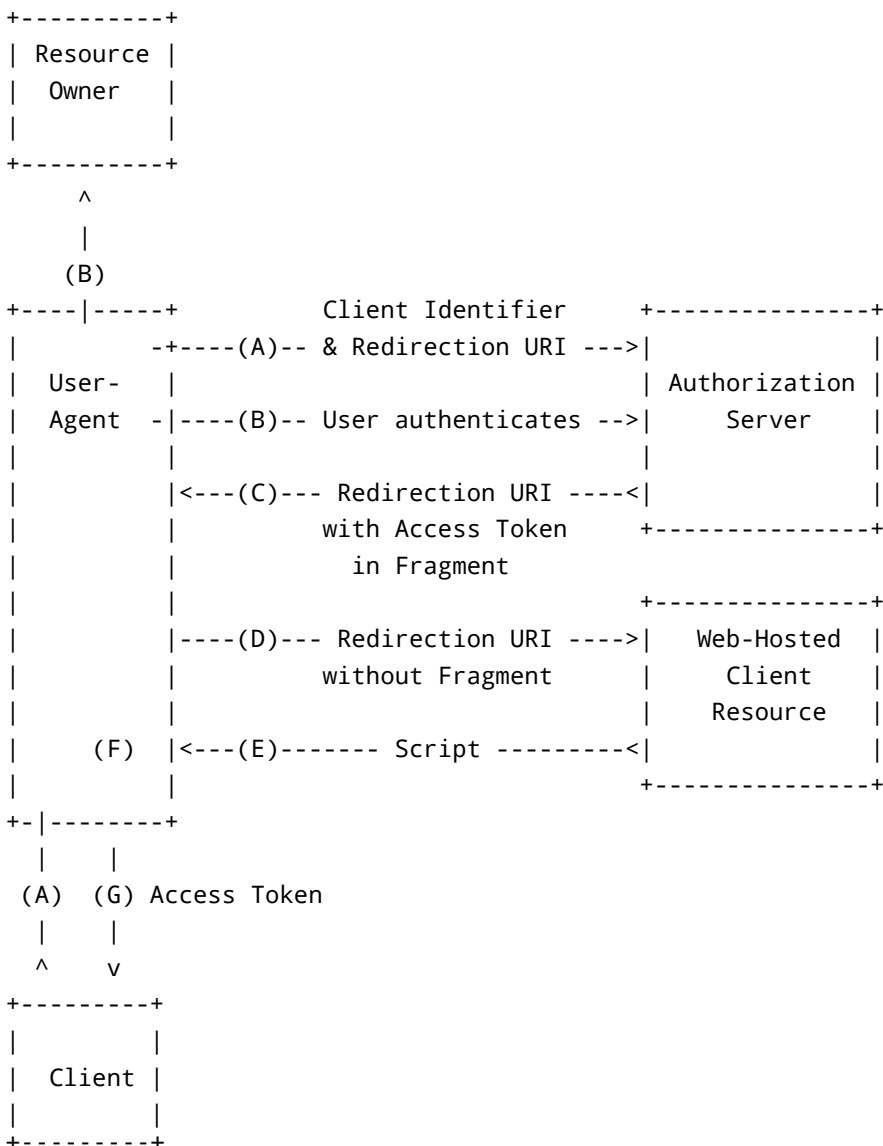 +----------+
| Resource |
|  Owner   |
|          |
+----------+
     ^
     |
    (B)
+----|-----+          Client Identifier     +---------------+
|         -+----(A)-- & Redirection URI --->|               |
|  User-   |                                | Authorization |
|  Agent  -|----(B)-- User authenticates -->|     Server    |
|          |                                |               |
|          |<---(C)--- Redirection URI ----<|               |
|          |          with Access Token     +---------------+
|          |            in Fragment
|          |                                +---------------+
|          |----(D)--- Redirection URI ---->|   Web-Hosted  |
|          |          without Fragment      |     Client    |
|          |                                |    Resource   |
|     (F)  |<---(E)------- Script ---------<|               |
|          |                                +---------------+
+-|--------+
  |    |
 (A)  (G) Access Token
  |    |
  ^    v
+---------+
|         |
|  Client |
|         |
+---------+